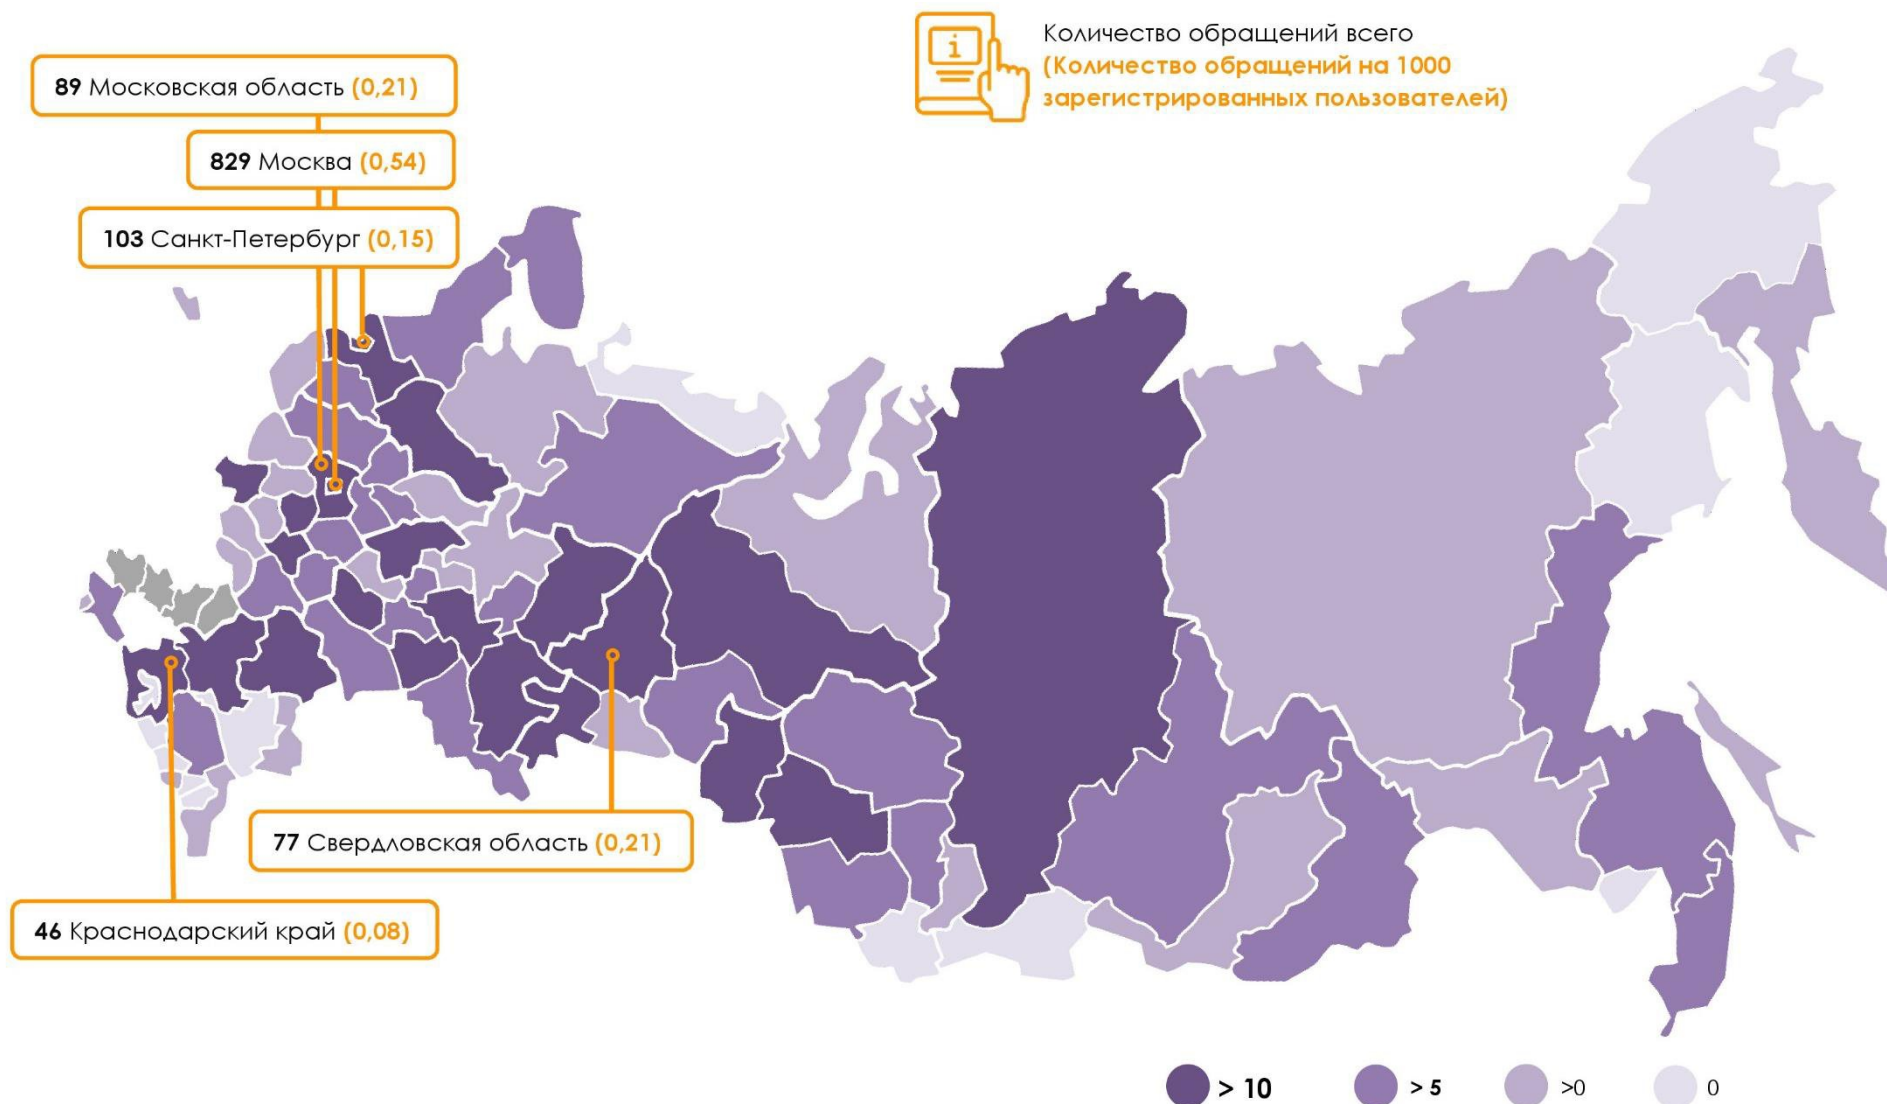 Количество обращений всего
(Количество обращений на 1000
зарегистрированных пользователей)
89 Московская область (0,21)
829 Москва (0,54)
103 Санкт-Петербург (0,15)
77 Свердловская область (0,21)
46 Краснодарский край (0,08)
> 10
> 5
>0
0